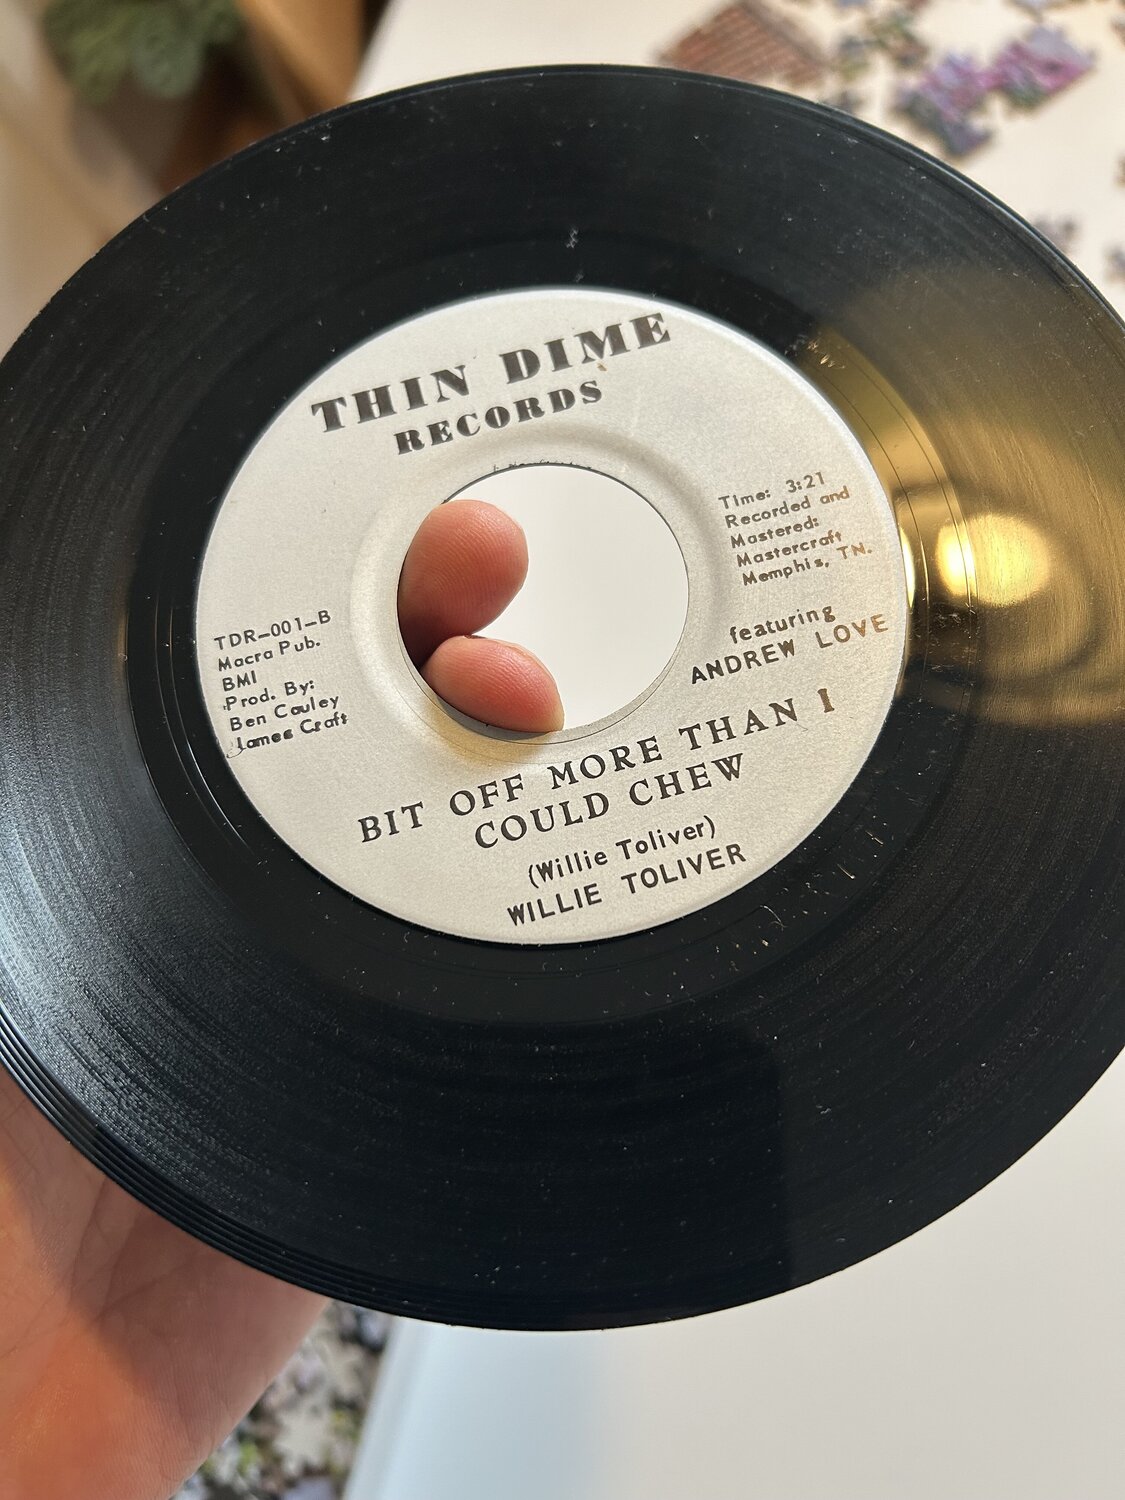 THIN DIME
RECORDS
Time: 3:21
Recorded and
Mastered:
Mastercraft
Memphis, TN.
featuring
ANDREW LOVE
TDR-001-B
Macra Pub.
BMI
Prod. By:
Ben Cauley
James Craft
BIT OFF MORE THAN I
COULD CHEW
(Willie Toliver)
WILLIE TOLIVER